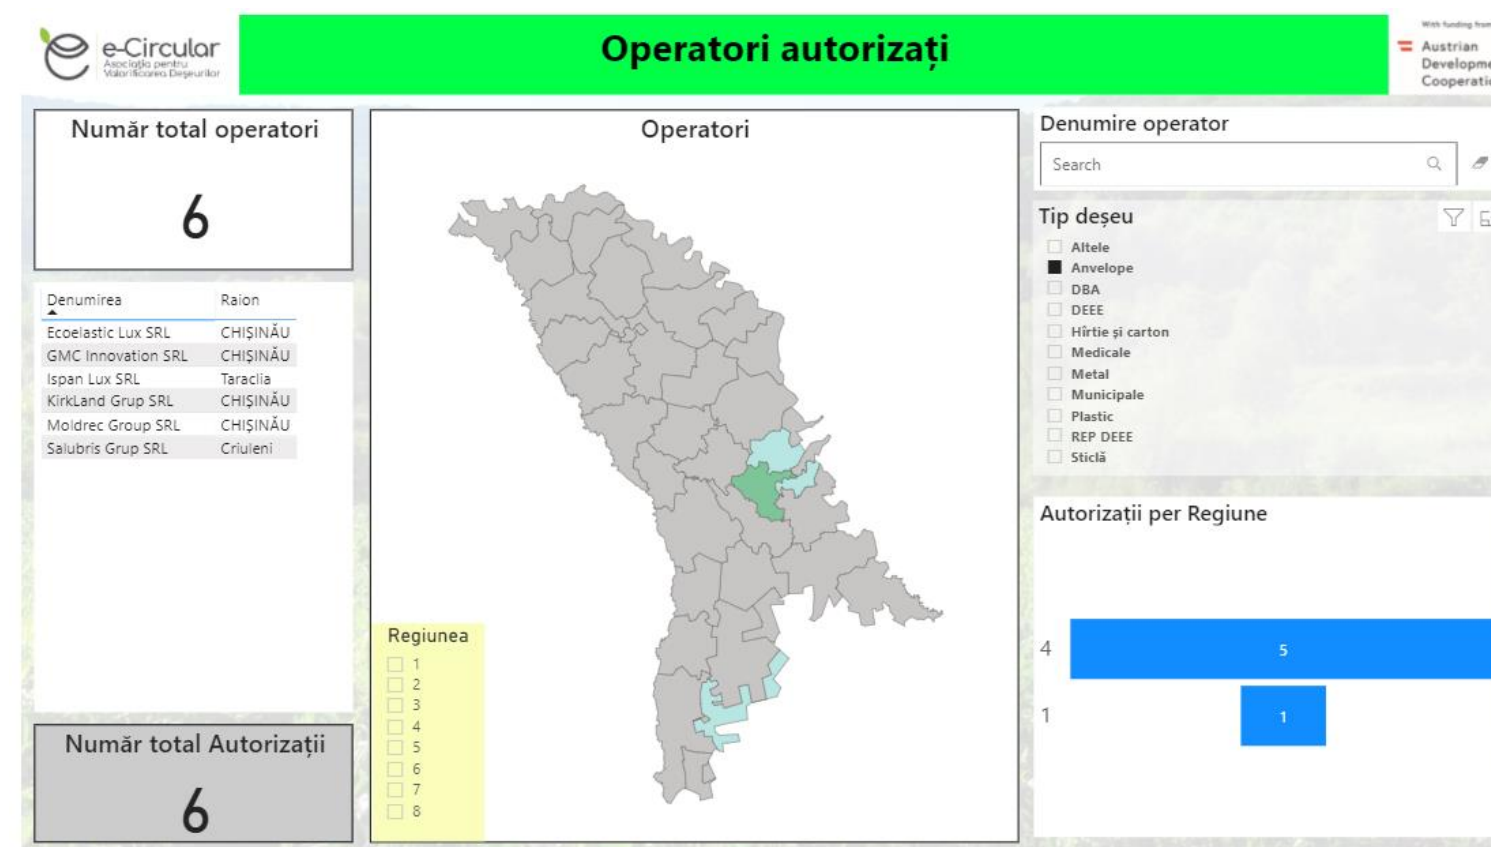 e-Circular
Asociația pentru
Valorificarea Deșeurilor
Operatori autorizați
With funding from
Austrian
Număr total operatori
6
Denumirea Raion
Ecoelastic Lux SRL CHIȘINĂU
GMC Innovation SRL CHIȘINĂU
Ispan Lux SRL Taraclia
KirkLand Grup SRL CHIȘINĂU
Moldrec Group SRL CHIȘINĂU
Salubris Grup SRL Criuleni
Număr total Autorizații
6
Operatori
Regiunea
1
2
3
4
5
6
7
8
Denumire operator
Search
Tip deșeu
Altele
Anvelope
DBA
DEEE
Hîrtie și carton
Medicale
Metal
Municipale
Plastic
REP DEEE
Sticlă
Autorizații per Regiune
4 5
1 1